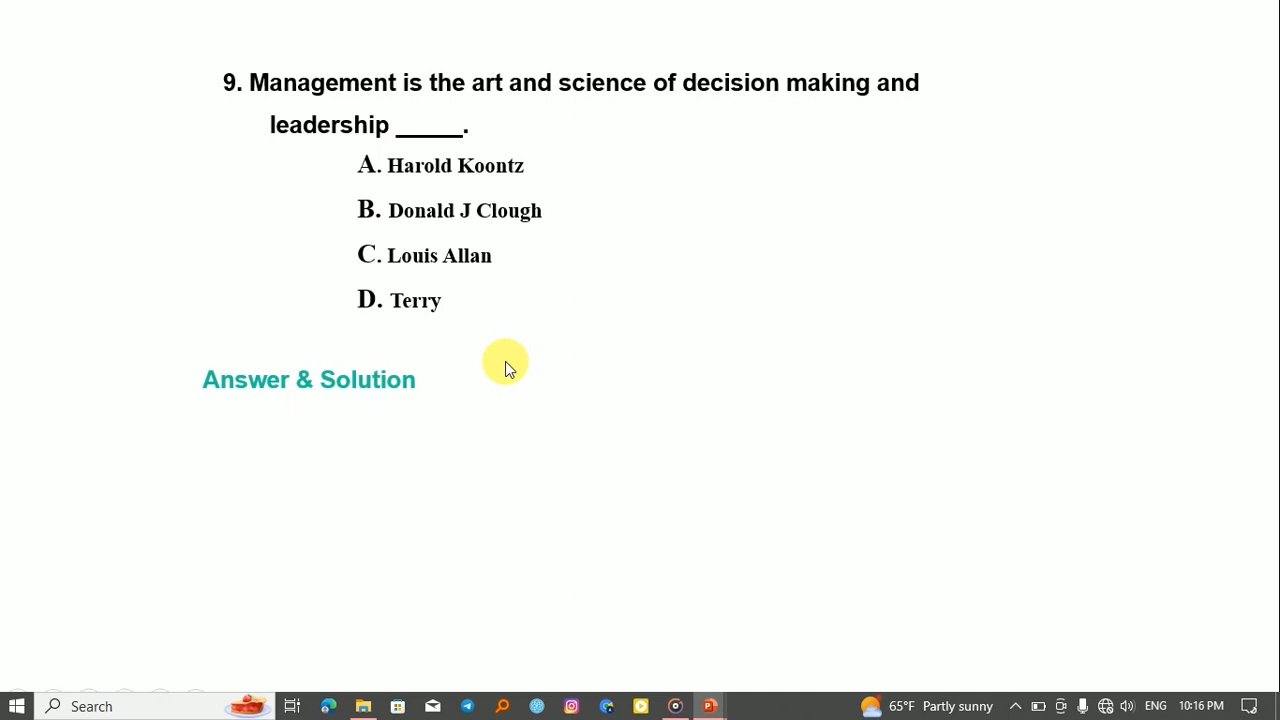 9. Management is the art and science of decision making and
leadership _____.
A. Harold Koontz
B. Donald J Clough
C. Louis Allan
D. Terry
Answer & Solution
Search
65°F Partly sunny
ENG
10:16 PM